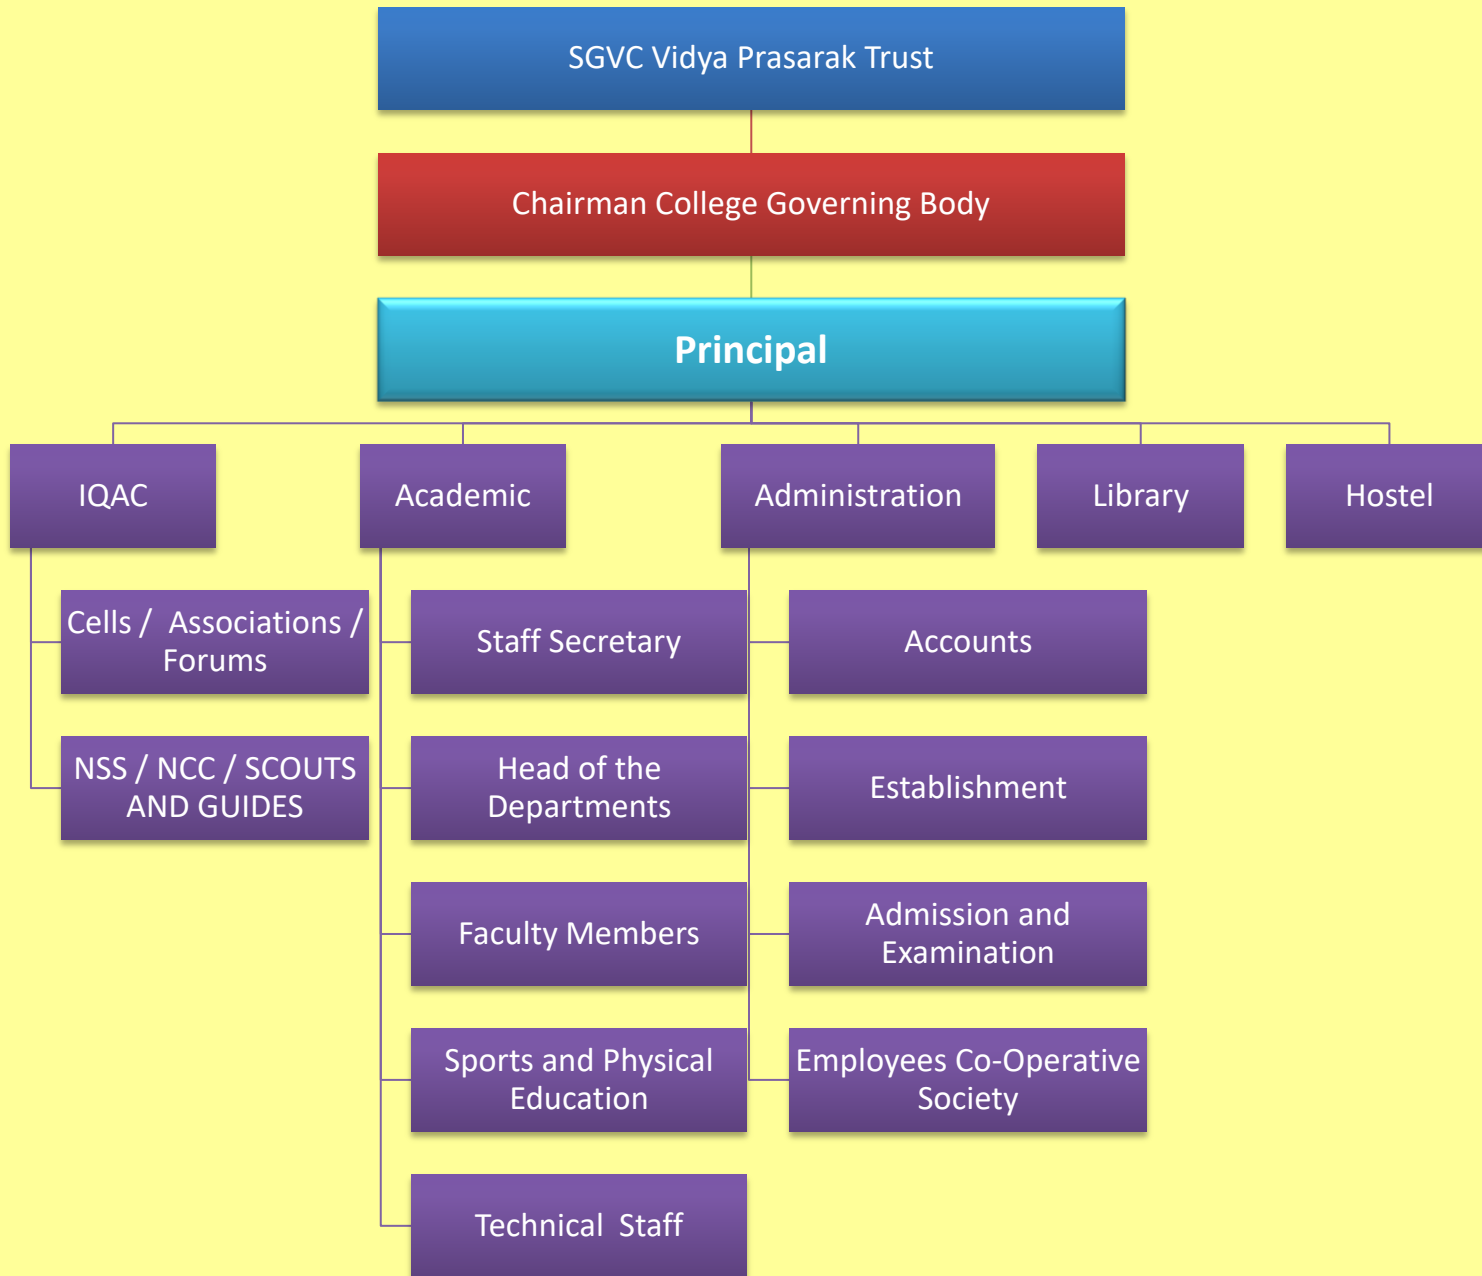 SGVC Vidya Prasarak Trust
Chairman College Governing Body
Principal
IQAC
Academic
Administration
Library
Hostel
Cells /  Associations /
Forums
NSS / NCC / SCOUTS
AND GUIDES
Staff Secretary
Head of the
Departments
Faculty Members
Sports and Physical
Education
Technical  Staff
Accounts
Establishment
Admission and
Examination
Employees Co-Operative
Society